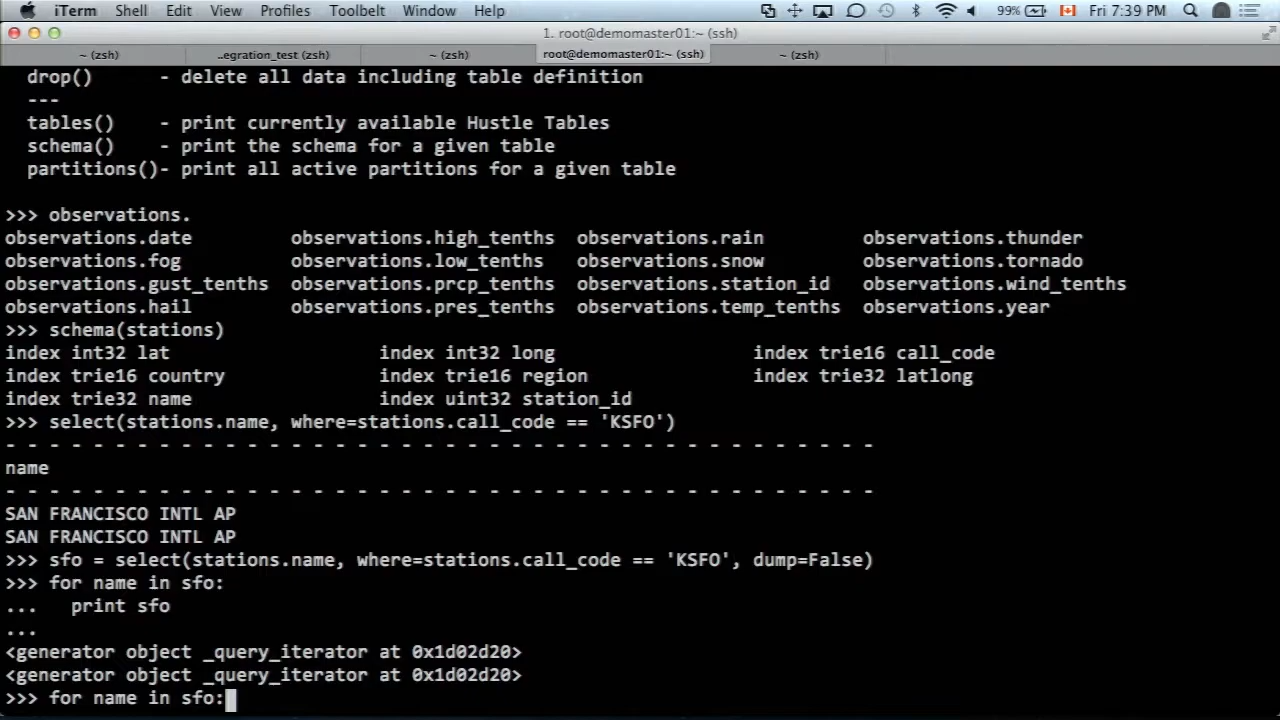 iTerm Shell Edit View Profiles Toolbelt Window Help 99% Fri 7:39 PM
1. root@demomaster01:~ (ssh)
~ (zsh) ..egration_test (zsh) ~ (zsh) root@demomaster01:~ (ssh) ~ (zsh)
drop() - delete all data including table definition
---
tables() - print currently available Hustle Tables
schema() - print the schema for a given table
partitions()- print all active partitions for a given table
>>> observations.
observations.date observations.high_tenths observations.rain observations.thunder
observations.fog observations.low_tenths observations.snow observations.tornado
observations.gust_tenths observations.prcp_tenths observations.station_id observations.wind_tenths
observations.hail observations.pres_tenths observations.temp_tenths observations.year
>>> schema(stations)
index int32 lat index int32 long index trie16 call_code
index trie16 country index trie16 region index trie32 latlong
index trie32 name index uint32 station_id
>>> select(stations.name, where=stations.call_code == 'KSFO')
- - - - - - - - - - - - - - - - - - - - - - - - - - - - - - - - - - - - - - - -
name
- - - - - - - - - - - - - - - - - - - - - - - - - - - - - - - - - - - - - - - -
SAN FRANCISCO INTL AP
SAN FRANCISCO INTL AP
>>> sfo = select(stations.name, where=stations.call_code == 'KSFO', dump=False)
>>> for name in sfo:
... print sfo
...
<generator object _query_iterator at 0x1d02d20>
<generator object _query_iterator at 0x1d02d20>
>>> for name in sfo: